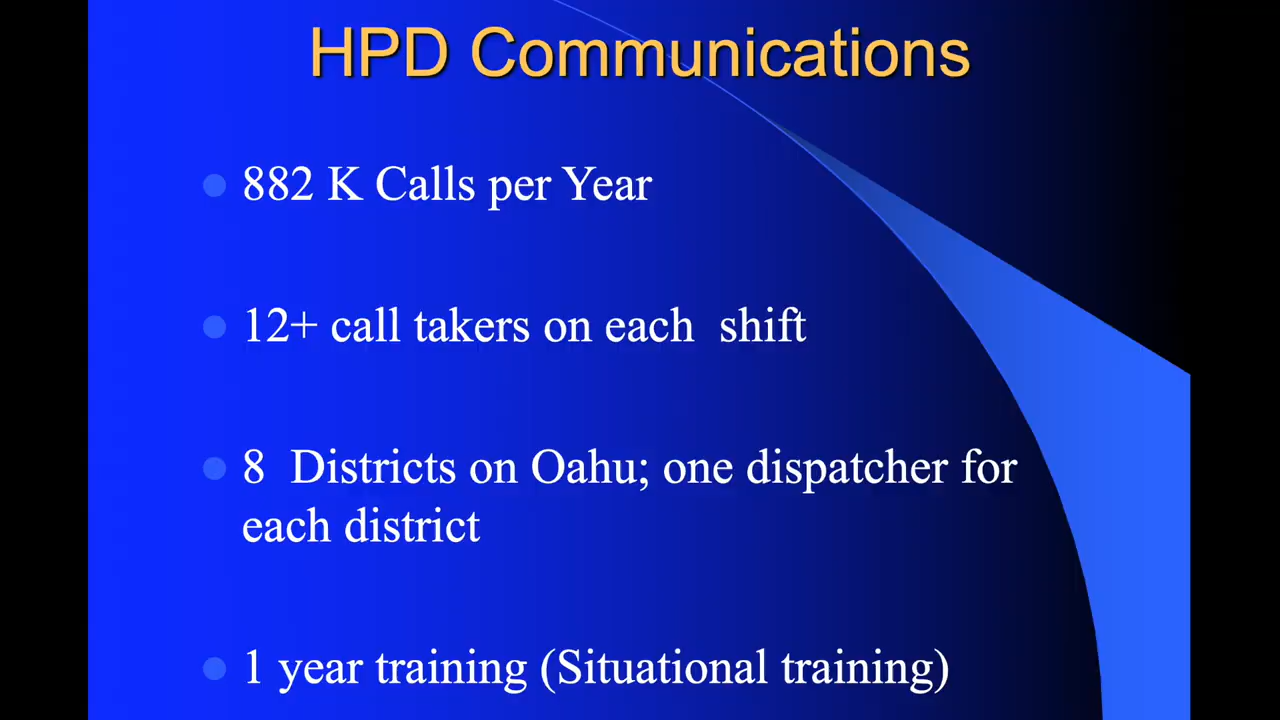 HPD Communications
882 K Calls per Year
12+ call takers on each  shift
8  Districts on Oahu; one dispatcher for
each district
1 year training (Situational training)